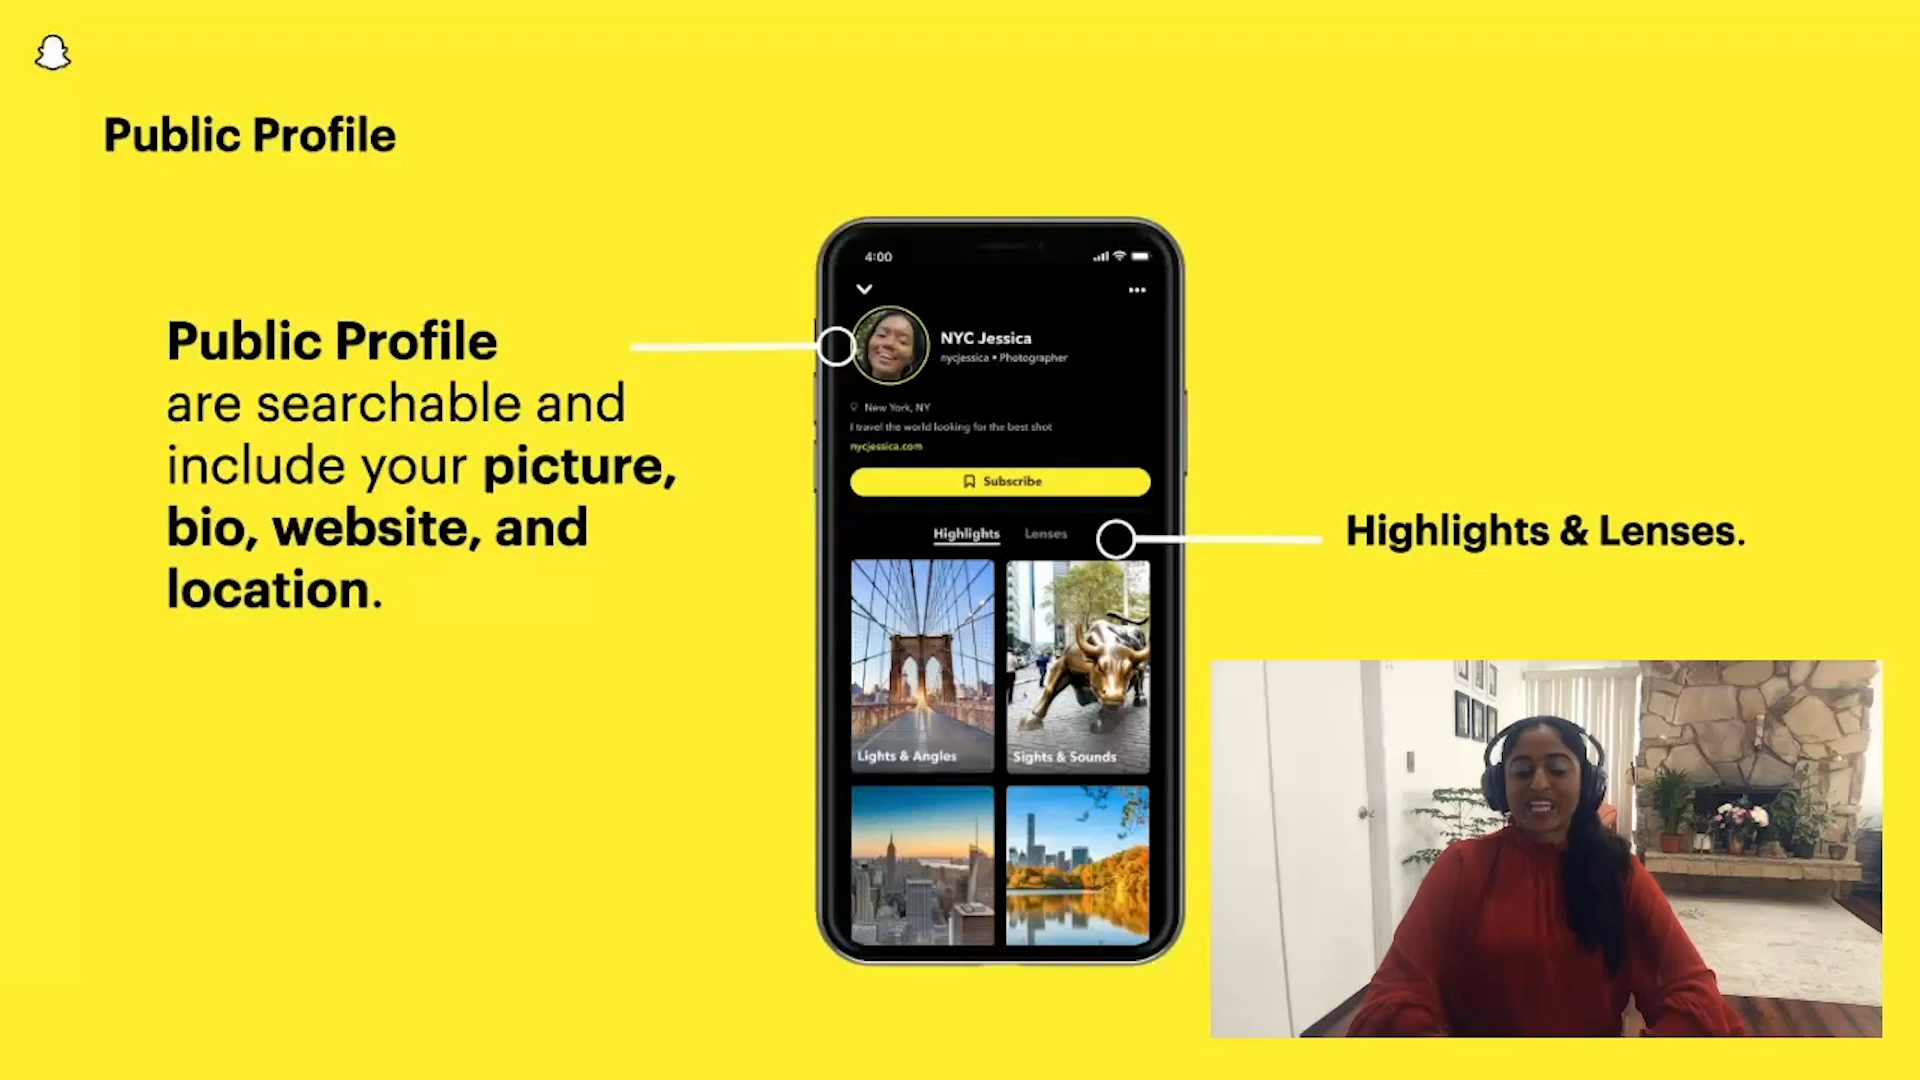 Public Profile
Public Profile
are searchable and
include your picture,
bio, website, and
location.
4:00
NYC Jessica
nycjessica • Photographer
New York, NY
I travel the world looking for the best shot
nycjessica.com
Subscribe
Highlights Lenses
Lights & Angles
Sights & Sounds
Highlights & Lenses.